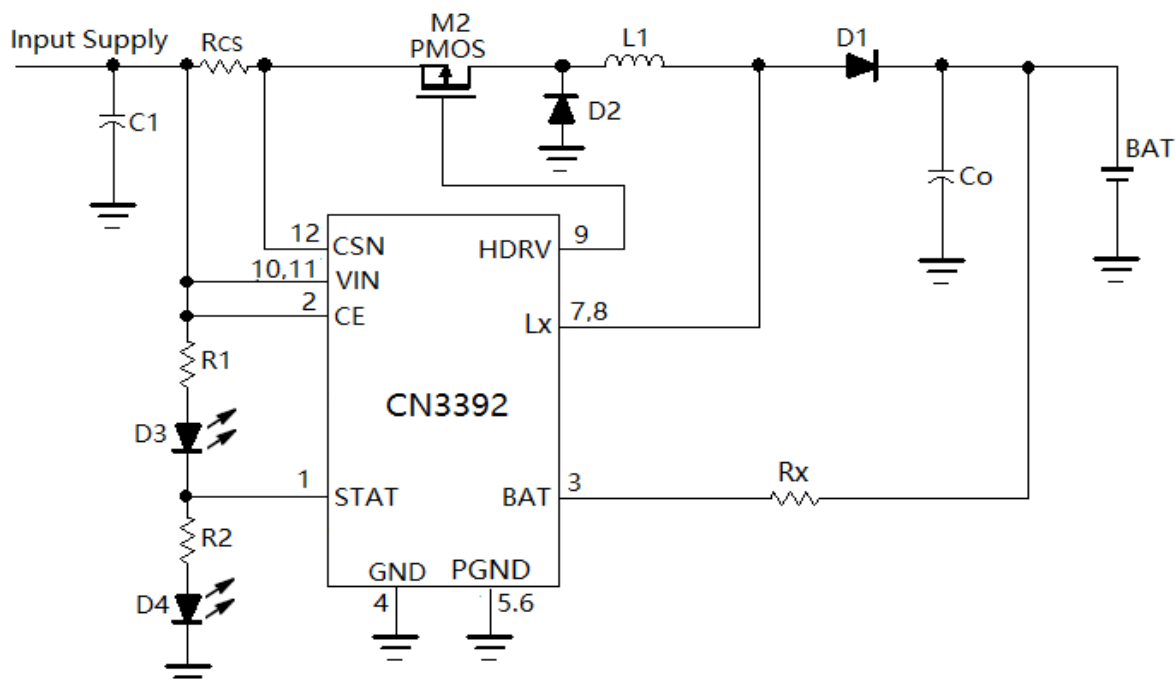 Input Supply
Rcs
M2
PMOS
L1
D1
C1
D2
Co
BAT
12
CSN
HDRV
9
10,11
VIN
2
CE
Lx
7,8
R1
CN3392
D3
1
STAT
BAT
3
Rx
R2
GND
PGND
4
5.6
D4